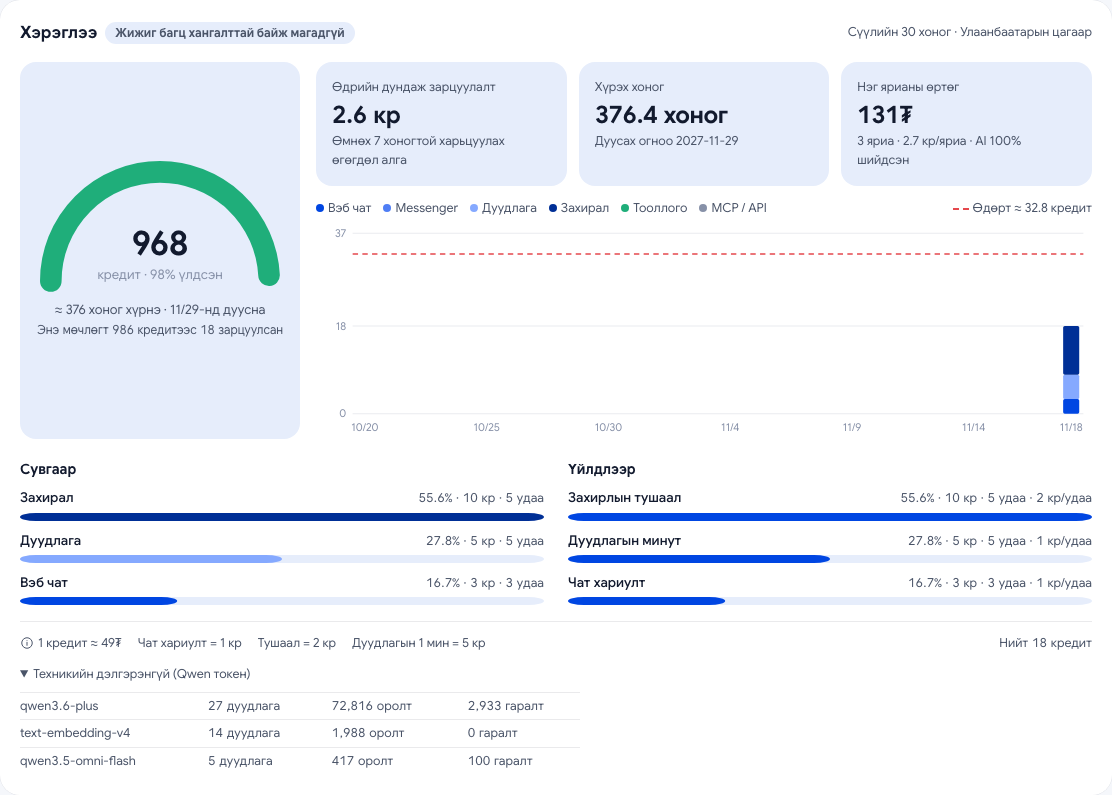 Хэрэглээ
Жижиг багц хангалттай байж магадгүй
Сүүлийн 30 хоног · Улаанбаатарын цагаар
968
кредит · 98% үлдсэн
≈ 376 хоног хүрнэ · 11/29-нд дуусна
Энэ мөчлөгт 986 кредитээс 18 зарцуулсан
Өдрийн дундаж зарцуулалт
2.6 кр
Өмнөх 7 хоногтой харьцуулах
өгөгдөл алга
Хүрэх хоног
376.4 хоног
Дуусах огноо 2027-11-29
Нэг ярианы өртөг
131₮
3 яриа · 2.7 кр/яриа · AI 100%
шийдсэн
Вэб чат Messenger Дуудлага Захирал Тооллого MCP / API
Өдөрт ≈ 32.8 кредит
37
18
0
10/20 10/25 10/30 11/4 11/9 11/14 11/18
Сувгаар
Захирал 55.6% · 10 кр · 5 удаа
Дуудлага 27.8% · 5 кр · 5 удаа
Вэб чат 16.7% · 3 кр · 3 удаа
Үйлдлээр
Захирлын тушаал 55.6% · 10 кр · 5 удаа · 2 кр/удаа
Дуудлагын минут 27.8% · 5 кр · 5 удаа · 1 кр/удаа
Чат хариулт 16.7% · 3 кр · 3 удаа · 1 кр/удаа
1 кредит ≈ 49₮ Чат хариулт = 1 кр Тушаал = 2 кр Дуудлагын 1 мин = 5 кр
Нийт 18 кредит
▼ Техникийн дэлгэрэнгүй (Qwen токен)
qwen3.6-plus 27 дуудлага 72,816 оролт 2,933 гаралт
text-embedding-v4 14 дуудлага 1,988 оролт 0 гаралт
qwen3.5-omni-flash 5 дуудлага 417 оролт 100 гаралт